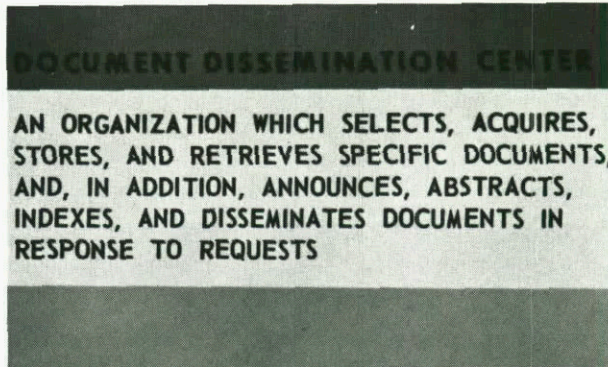 DOCUMENT DISSEMINATION CENTER
AN ORGANIZATION WHICH SELECTS, ACQUIRES,
STORES, AND RETRIEVES SPECIFIC DOCUMENTS,
AND, IN ADDITION, ANNOUNCES, ABSTRACTS,
INDEXES, AND DISSEMINATES DOCUMENTS IN
RESPONSE TO REQUESTS